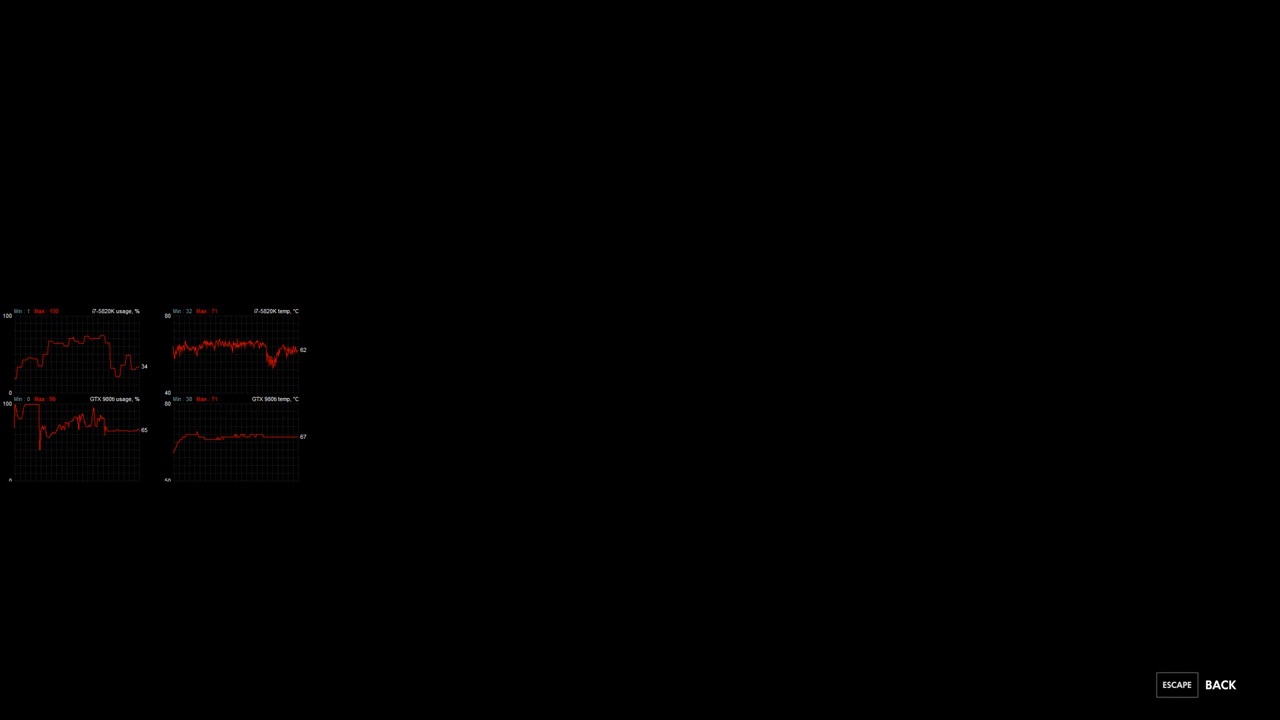 Min : 1 Max : 100 i7-5820K usage, %
100
34
0
Min : 32 Max : 71 i7-5820K temp, °C
80
62
40
Min : 0 Max : 99 GTX 980ti usage, %
100
65
0
Min : 38 Max : 71 GTX 980ti temp, °C
80
67
ESCAPE BACK